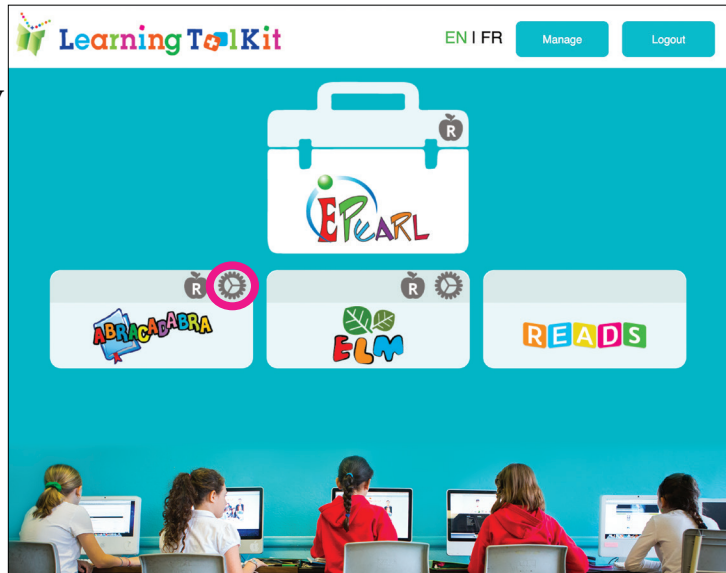 Learning ToolKit
EN | FR
Manage
Logout
R
EPEARL
R
R
ABRACADABRA
ELM
READS